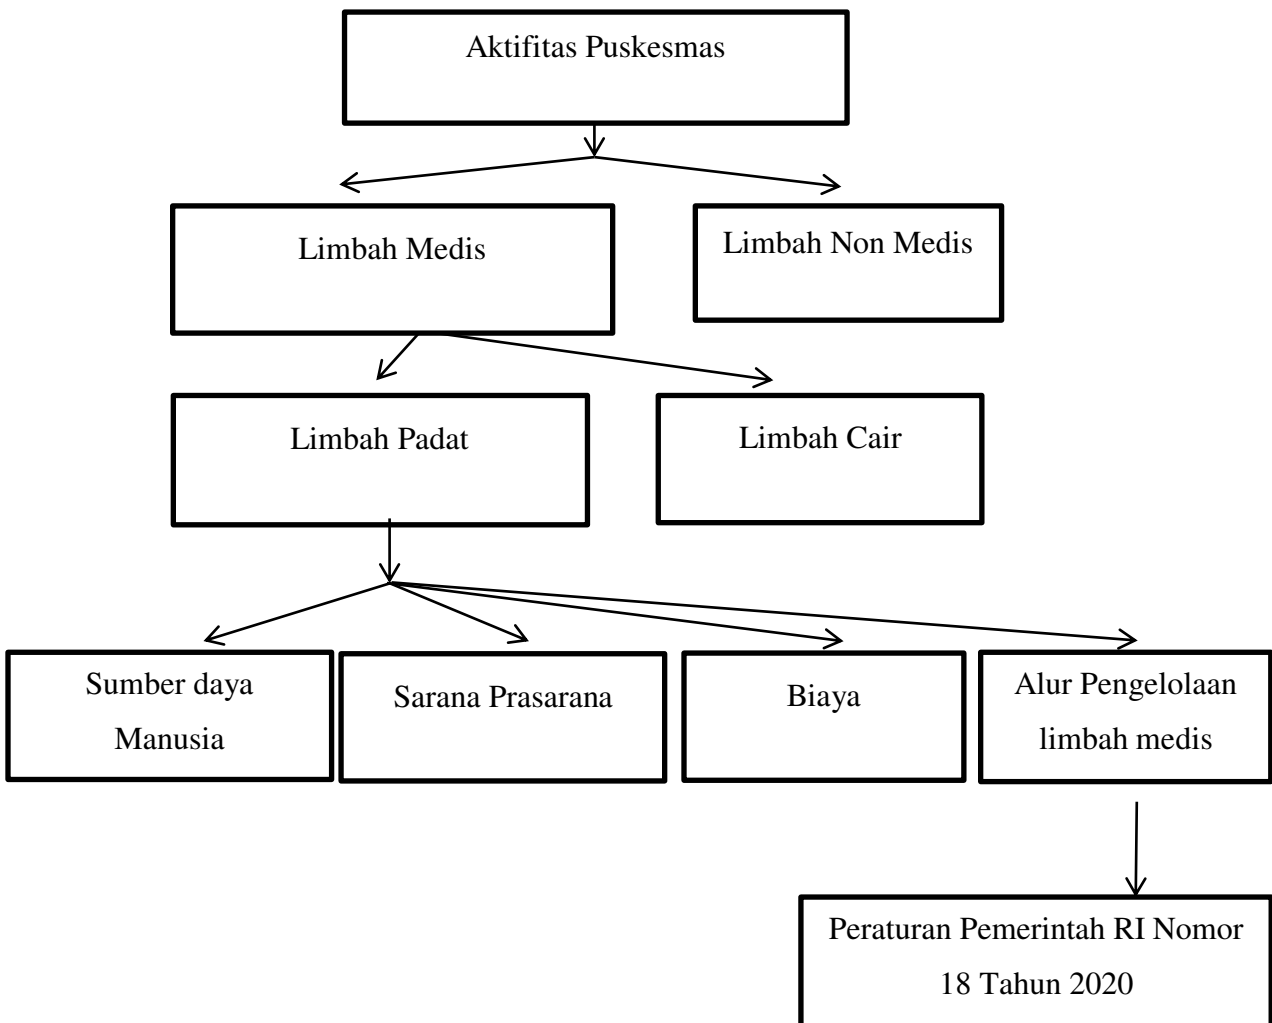 Aktifitas Puskesmas
Limbah Medis
Limbah Non Medis
Limbah Padat
Limbah Cair
Sumber daya
Manusia
Sarana Prasarana
Biaya
Alur Pengelolaan
limbah medis
Peraturan Pemerintah RI Nomor
18 Tahun 2020